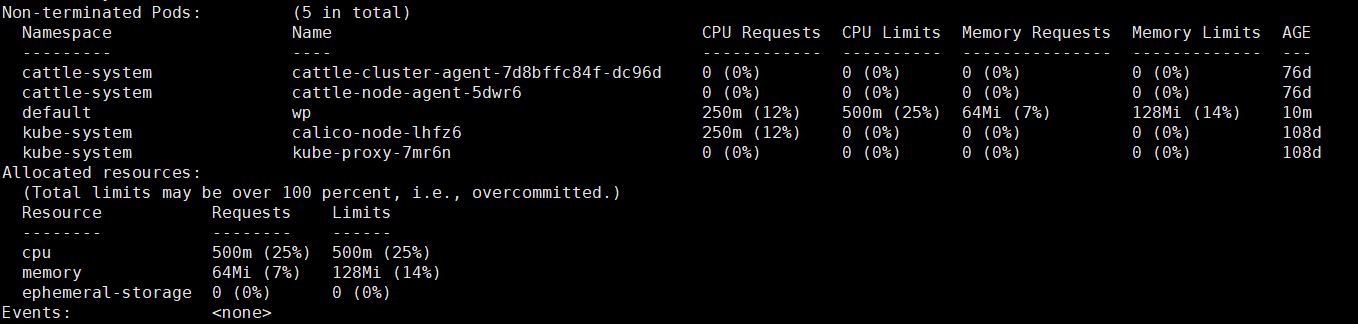 Non-terminated Pods:         (5 in total)
  Namespace                  Name                                     CPU Requests  CPU Limits  Memory Requests  Memory Limits  AGE
  ---------                  ----                                     ------------  ----------  ---------------  -------------  ---
  cattle-system              cattle-cluster-agent-7d8bffc84f-dc96d    0 (0%)        0 (0%)      0 (0%)           0 (0%)         76d
  cattle-system              cattle-node-agent-5dwr6                  0 (0%)        0 (0%)      0 (0%)           0 (0%)         76d
  default                    wp                                       250m (12%)    500m (25%)  64Mi (7%)        128Mi (14%)    10m
  kube-system                calico-node-lhfz6                        250m (12%)    0 (0%)      0 (0%)           0 (0%)         108d
  kube-system                kube-proxy-7mr6n                         0 (0%)        0 (0%)      0 (0%)           0 (0%)         108d
Allocated resources:
  (Total limits may be over 100 percent, i.e., overcommitted.)
  Resource           Requests    Limits
  --------           --------    ------
  cpu                500m (25%)  500m (25%)
  memory             64Mi (7%)   128Mi (14%)
  ephemeral-storage  0 (0%)      0 (0%)
Events:              <none>